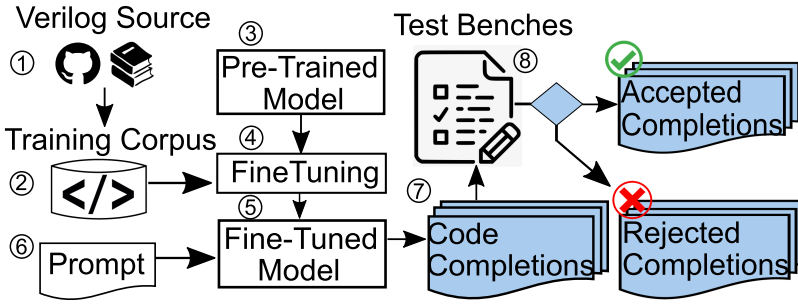 Verilog Source
①
Training Corpus
②
</>
③
Pre-Trained
Model
④
FineTuning
⑤
Fine-Tuned
Model
⑥
Prompt
⑦
Code
Completions
Test Benches
⑧
Accepted
Completions
Rejected
Completions